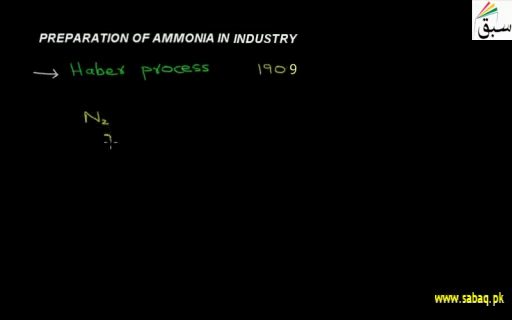 سبق
PREPARATION OF AMMONIA IN INDUSTRY
→ Haber process 1909
N₂
www.sabaq.pk